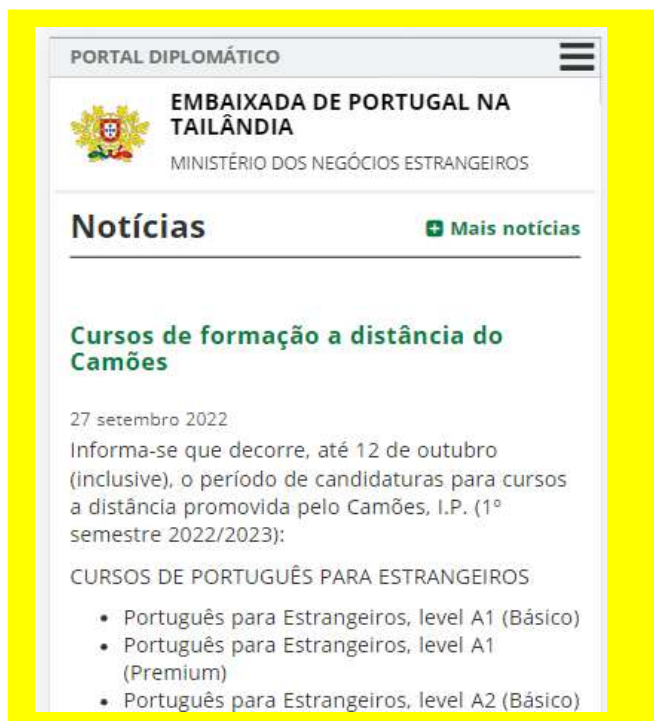 PORTAL DIPLOMÁTICO
EMBAIXADA DE PORTUGAL NA
TAILÂNDIA
MINISTÉRIO DOS NEGÓCIOS ESTRANGEIROS
Notícias
Mais notícias
Cursos de formação a distância do
Camões
27 setembro 2022
Informa-se que decorre, até 12 de outubro
(inclusive), o período de candidaturas para cursos
a distância promovida pelo Camões, I.P. (1º
semestre 2022/2023):
CURSOS DE PORTUGUÊS PARA ESTRANGEIROS
• Português para Estrangeiros, level A1 (Básico)
• Português para Estrangeiros, level A1
(Premium)
• Português para Estrangeiros, level A2 (Básico)